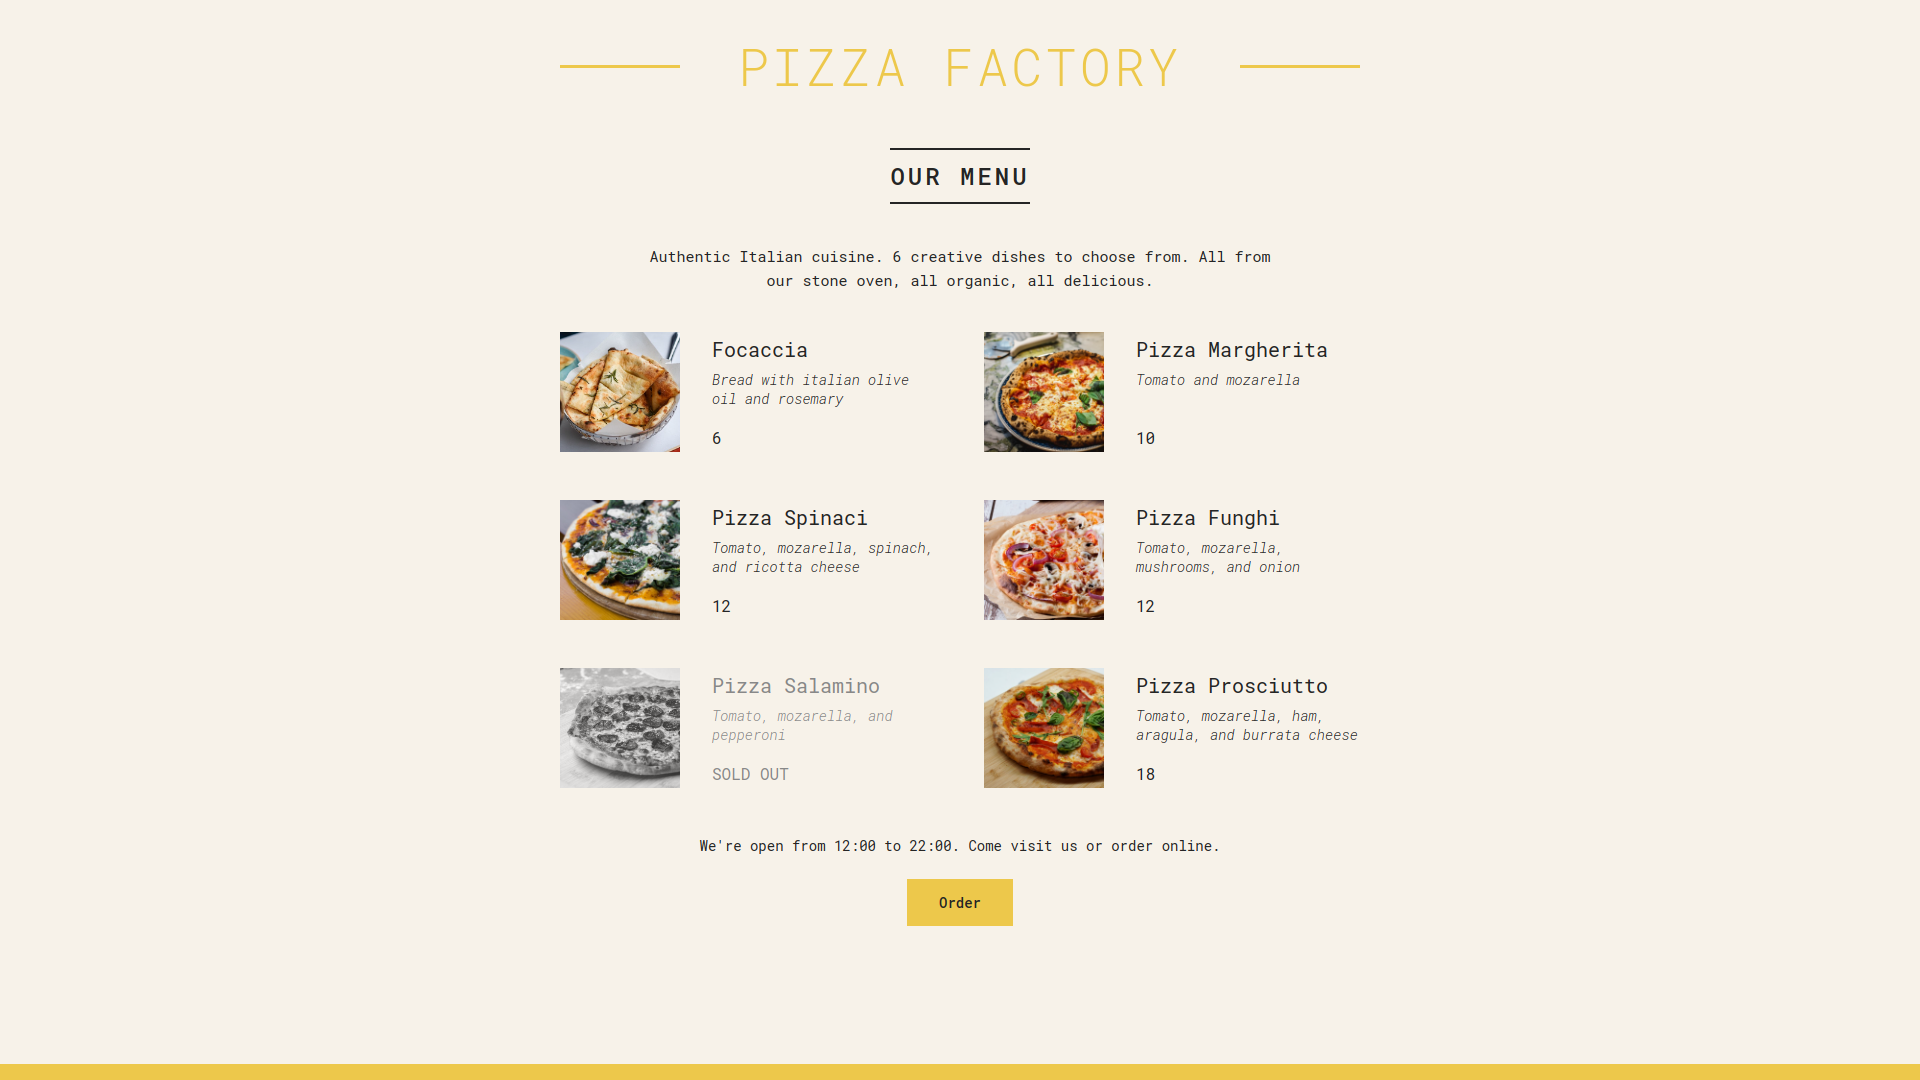 PIZZA FACTORY
OUR MENU
Authentic Italian cuisine. 6 creative dishes to choose from. All from
our stone oven, all organic, all delicious.
Focaccia
Bread with italian olive
oil and rosemary
6
Pizza Margherita
Tomato and mozarella
10
Pizza Spinaci
Tomato, mozarella, spinach,
and ricotta cheese
12
Pizza Funghi
Tomato, mozarella,
mushrooms, and onion
12
Pizza Salamino
Tomato, mozarella, and
pepperoni
SOLD OUT
Pizza Prosciutto
Tomato, mozarella, ham,
aragula, and burrata cheese
18
We're open from 12:00 to 22:00. Come visit us or order online.
Order